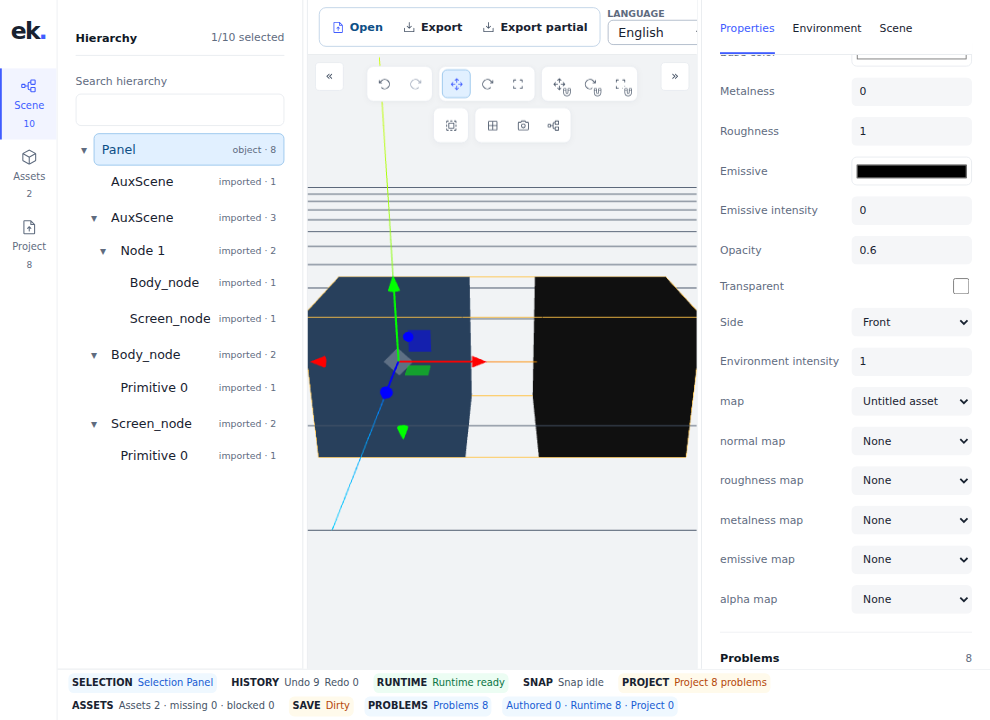 ek.
Scene
10
Assets
2
Project
8
Hierarchy
1/10 selected
Search hierarchy
Panel object · 8
AuxScene imported · 1
AuxScene imported · 3
Node 1 imported · 2
Body_node imported · 1
Screen_node imported · 1
Body_node imported · 2
Primitive 0 imported · 1
Screen_node imported · 2
Primitive 0 imported · 1
Open
Export
Export partial
LANGUAGE
English
«
»
Properties
Environment
Scene
Metalness 0
Roughness 1
Emissive
Emissive intensity 0
Opacity 0.6
Transparent
Side Front
Environment intensity 1
map Untitled asset
normal map None
roughness map None
metalness map None
emissive map None
alpha map None
Problems 8
SELECTION Selection Panel HISTORY Undo 9 Redo 0 RUNTIME Runtime ready SNAP Snap idle PROJECT Project 8 problems
ASSETS Assets 2 · missing 0 · blocked 0 SAVE Dirty PROBLEMS Problems 8 Authored 0 · Runtime 8 · Project 0